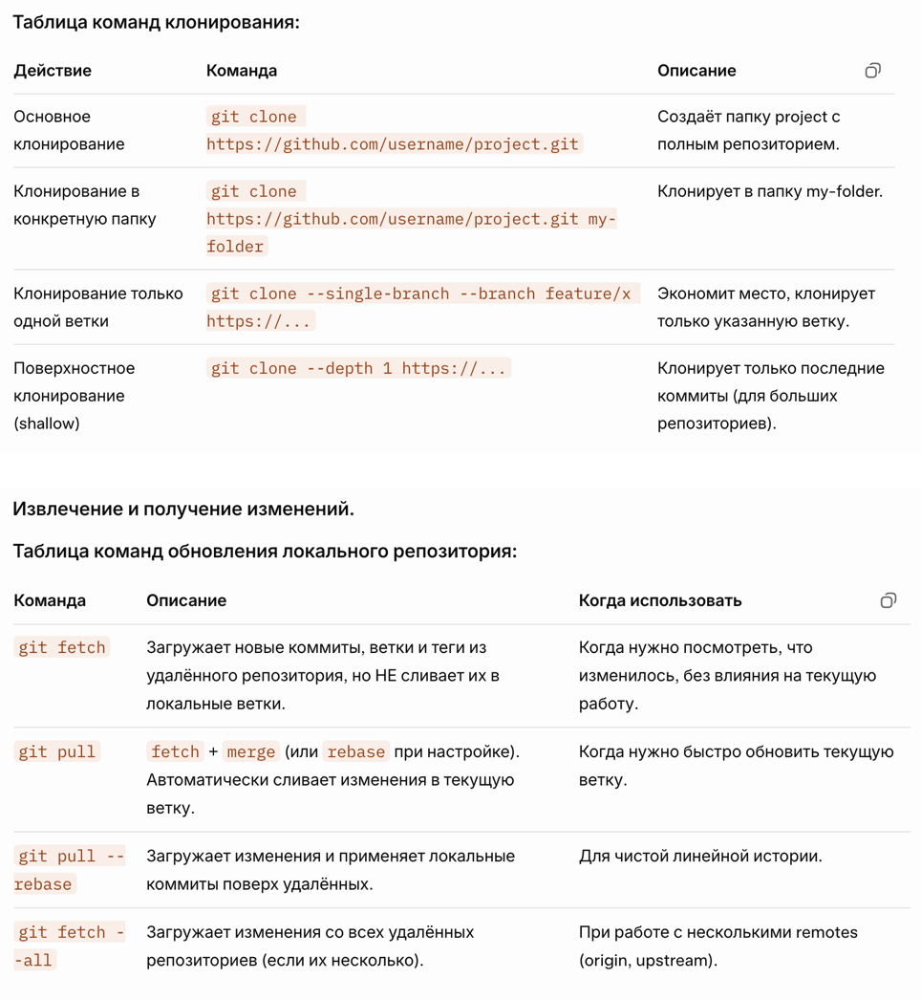 Таблица команд клонирования:
Действие Команда Описание
Основное клонирование git clone https://github.com/username/project.git Создаёт папку project с полным репозиторием.
Клонирование в конкретную папку git clone https://github.com/username/project.git my-folder Клонирует в папку my-folder.
Клонирование только одной ветки git clone --single-branch --branch feature/x https://... Экономит место, клонирует только указанную ветку.
Поверхностное клонирование (shallow) git clone --depth 1 https://... Клонирует только последние коммиты (для больших репозиториев).
Извлечение и получение изменений.
Таблица команд обновления локального репозитория:
Команда Описание Когда использовать
git fetch Загружает новые коммиты, ветки и теги из удалённого репозитория, но НЕ сливает их в локальные ветки. Когда нужно посмотреть, что изменилось, без влияния на текущую работу.
git pull fetch + merge (или rebase при настройке). Автоматически сливает изменения в текущую ветку. Когда нужно быстро обновить текущую ветку.
git pull --rebase Загружает изменения и применяет локальные коммиты поверх удалённых. Для чистой линейной истории.
git fetch --all Загружает изменения со всех удалённых репозиториев (если их несколько). При работе с несколькими remotes (origin, upstream).